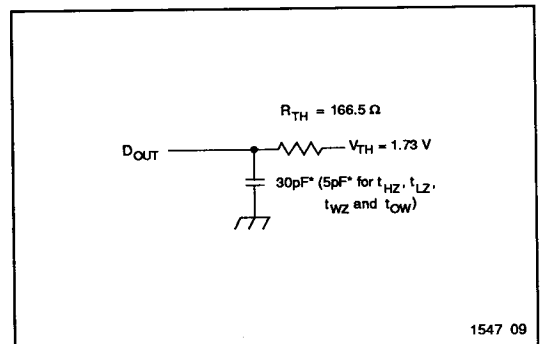 R_TH = 166.5 Ω
D_OUT
V_TH = 1.73 V
30pF* (5pF* for t_HZ, t_LZ,
t_WZ and t_OW)
1547 09